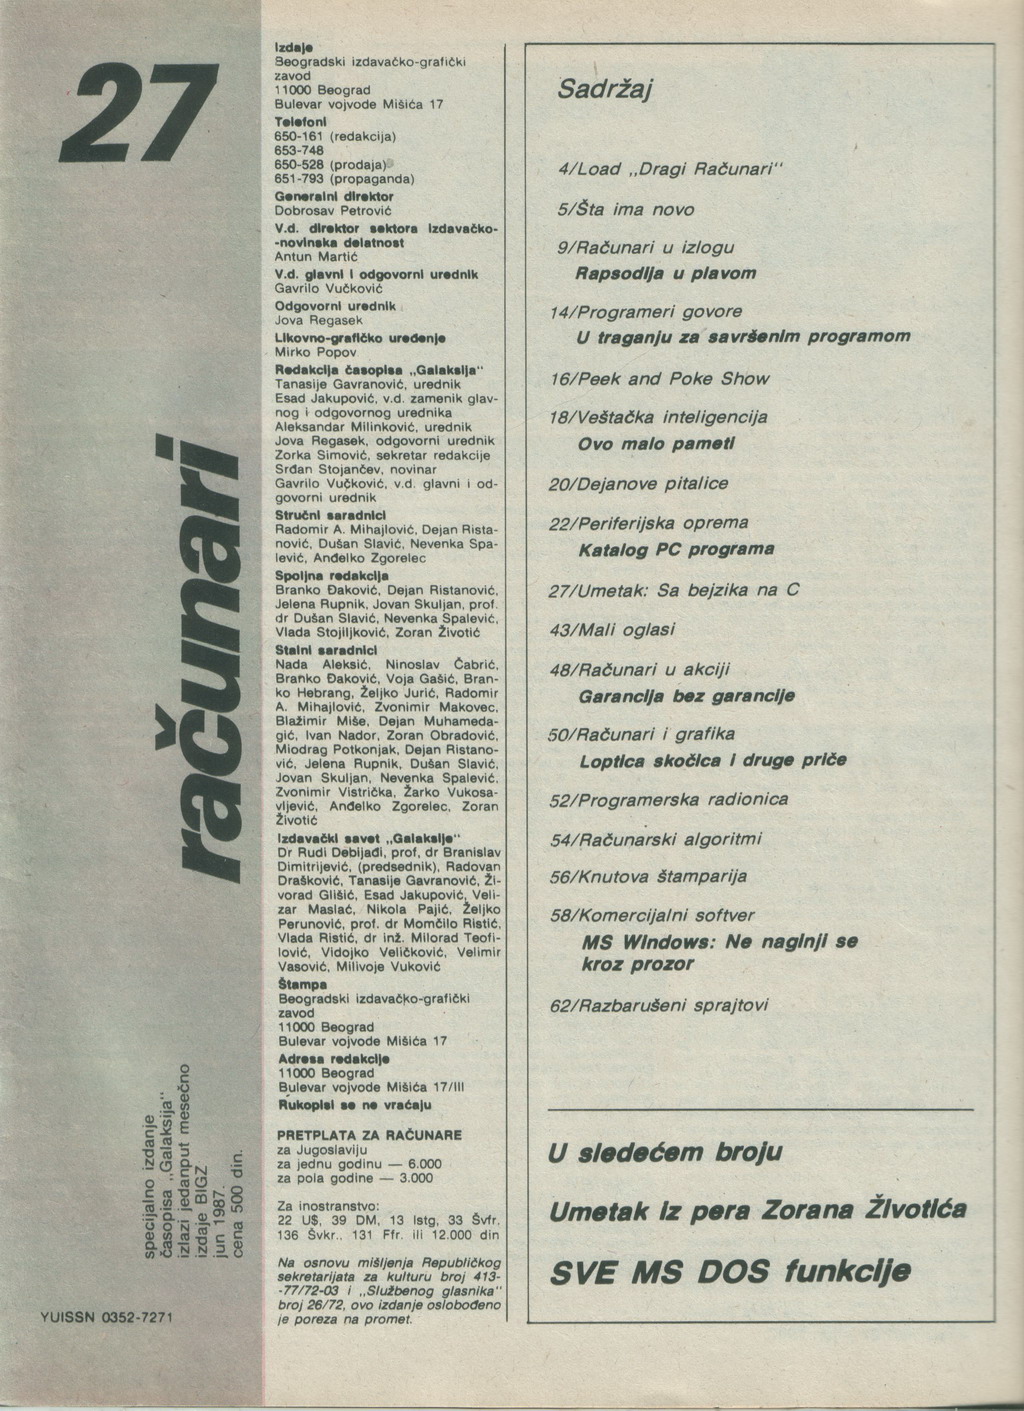 27
računari
specijalno izdanje
časopisa „Galaksija"
izlazi jedanput mesečno
izdaje BIGZ
jun 1987.
cena 500 din.
YUISSN 0352-7271
Izdaje
Beogradski izdavačko-grafički
zavod
11000 Beograd
Bulevar vojvode Mišića 17
Telefoni
650-161 (redakcija)
653-748
650-528 (prodaja)
651-793 (propaganda)
Generalni direktor
Dobrosav Petrović
V.d. direktor sektora izdavačko-
-novinska delatnost
Antun Martić
V.d. glavni i odgovorni urednik
Gavrilo Vučković
Odgovorni urednik
Jova Regasek
Likovno-grafičko uređenje
Mirko Popov
Redakcija časopisa „Galaksija"
Tanasije Gavranović, urednik
Esad Jakupović, v.d. zamenik glav-
nog i odgovornog urednika
Aleksandar Milinković, urednik
Jova Regasek, odgovorni urednik
Zorka Simović, sekretar redakcije
Srđan Stojančev, novinar
Gavrilo Vučković, v.d. glavni i od-
govorni urednik
Stručni saradnici
Radomir A. Mihajlović, Dejan Rista-
nović, Dušan Slavić, Nevenka Spa-
lević, Anđelko Zgorelec
Spoljna redakcija
Branko Đaković, Dejan Ristanović,
Jelena Rupnik, Jovan Skuljan, prof.
dr Dušan Slavić, Nevenka Spalević,
Vlada Stojiljković, Zoran Životić
Stalni saradnici
Nada Aleksić, Ninoslav Čabrić,
Branko Đaković, Voja Gašić, Bran-
ko Hebrang, Željko Jurić, Radomir
A. Mihajlović, Zvonimir Makovec,
Blažimir Miše, Dejan Muhameda-
gić, Ivan Nador, Zoran Obradović,
Miodrag Potkonjak, Dejan Ristano-
vić, Jelena Rupnik, Dušan Slavić,
Jovan Skuljan, Nevenka Spalević,
Zvonimir Vistrička, Žarko Vukosa-
vljević, Anđelko Zgorelec, Zoran
Životić
Izdavački savet „Galaksije"
Dr Rudi Debijađi, prof, dr Branislav
Dimitrijević, (predsednik), Radovan
Drašković, Tanasije Gavranović, Ži-
vorad Glišić, Esad Jakupović, Veli-
zar Maslać, Nikola Pajić, Željko
Perunović, prof. dr Momčilo Ristić,
Vlada Ristić, dr inž. Milorad Teofi-
lović, Vidojko Veličković, Velimir
Vasović, Milivoje Vuković
Štampa
Beogradski izdavačko-grafički
zavod
11000 Beograd
Bulevar vojvode Mišića 17
Adresa redakcije
11000 Beograd
Bulevar vojvode Mišića 17/III
Rukopisi se ne vraćaju
PRETPLATA ZA RAČUNARE
za Jugoslaviju
za jednu godinu — 6.000
za pola godine — 3.000
Za inostranstvo:
22 U$, 39 DM, 13 lstg, 33 Švfr,
136 Švkr., 131 Ffr. ili 12.000 din
Na osnovu mišljenja Republičkog
sekretarijata za kulturu broj 413-
-77/72-03 i „Službenog glasnika"
broj 26/72, ovo izdanje oslobođeno
je poreza na promet.
Sadržaj
4/Load „Dragi Računari"
5/Šta ima novo
9/Računari u izlogu
Rapsodija u plavom
14/Programeri govore
U traganju za savršenim programom
16/Peek and Poke Show
18/Veštačka inteligencija
Ovo malo pameti
20/Dejanove pitalice
22/Periferijska oprema
Katalog PC programa
27/Umetak: Sa bejzika na C
43/Mali oglasi
48/Računari u akciji
Garancija bez garancije
50/Računari i grafika
Loptica skočica i druge priče
52/Programerska radionica
54/Računarski algoritmi
56/Knutova štamparija
58/Komercijalni softver
MS Windows: Ne naginji se
kroz prozor
62/Razbarušeni sprajtovi
U sledećem broju
Umetak iz pera Zorana Životića
SVE MS DOS funkcije